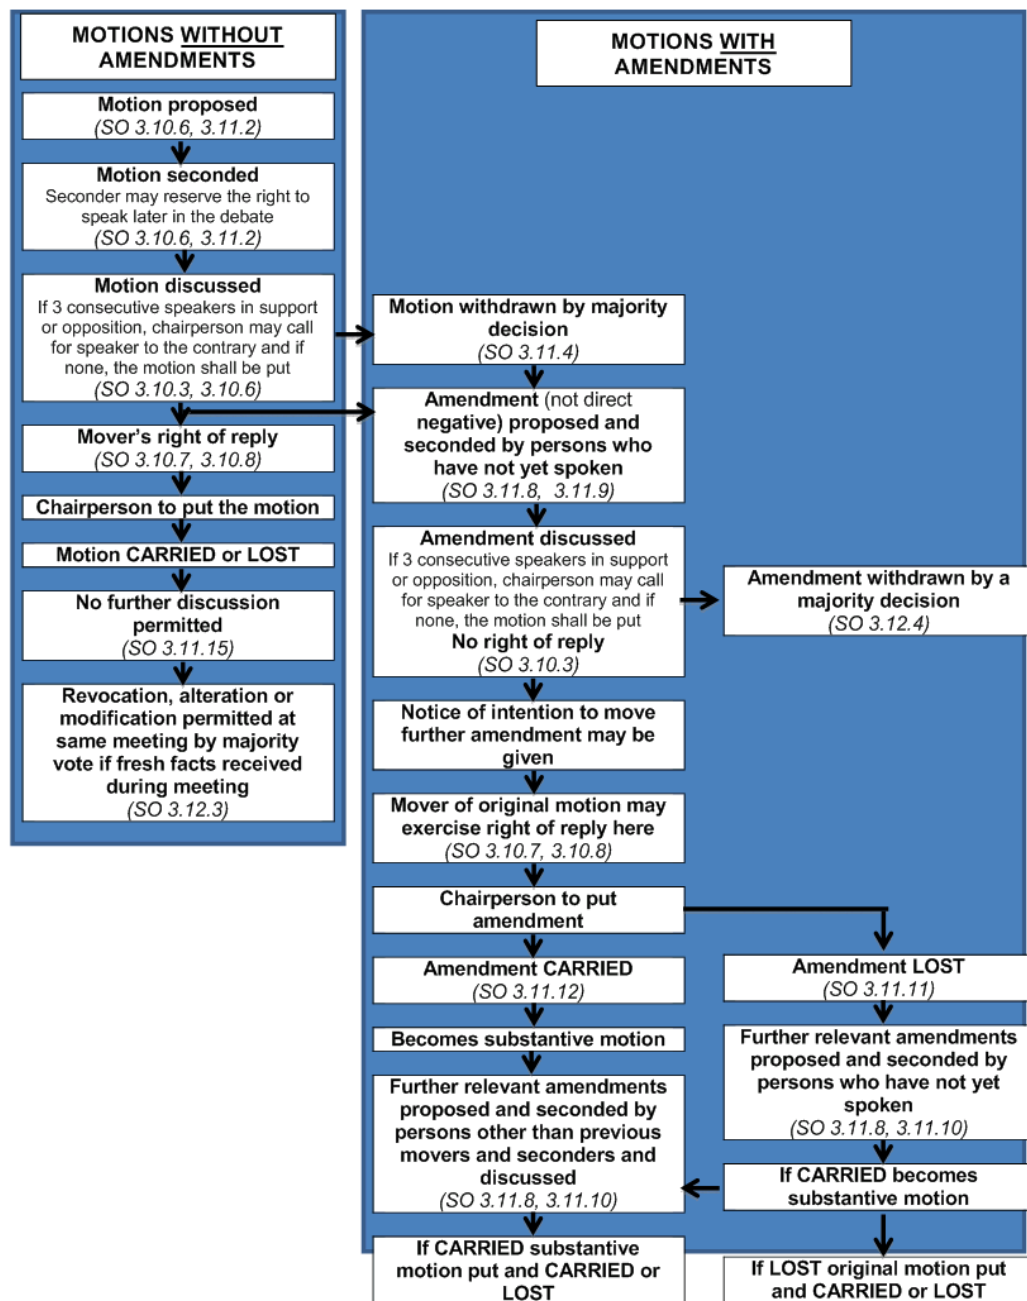 MOTIONS WITHOUT
AMENDMENTS
Motion proposed
(SO 3.10.6, 3.11.2)
Motion seconded
Seconder may reserve the right to
speak later in the debate
(SO 3.10.6, 3.11.2)
Motion discussed
If 3 consecutive speakers in support
or opposition, chairperson may call
for speaker to the contrary and if
none, the motion shall be put
(SO 3.10.3, 3.10.6)
Mover's right of reply
(SO 3.10.7, 3.10.8)
Chairperson to put the motion
Motion CARRIED or LOST
No further discussion
permitted
(SO 3.11.15)
Revocation, alteration or
modification permitted at
same meeting by majority
vote if fresh facts received
during meeting
(SO 3.12.3)
MOTIONS WITH
AMENDMENTS
Motion withdrawn by majority
decision
(SO 3.11.4)
Amendment (not direct
negative) proposed and
seconded by persons who
have not yet spoken
(SO 3.11.8, 3.11.9)
Amendment discussed
If 3 consecutive speakers in support
or opposition, chairperson may call
for speaker to the contrary and if
none, the motion shall be put
No right of reply
(SO 3.10.3)
Amendment withdrawn by a
majority decision
(SO 3.12.4)
Notice of intention to move
further amendment may be
given
Mover of original motion may
exercise right of reply here
(SO 3.10.7, 3.10.8)
Chairperson to put
amendment
Amendment CARRIED
(SO 3.11.12)
Becomes substantive motion
Further relevant amendments
proposed and seconded by
persons other than previous
movers and seconders and
discussed
(SO 3.11.8, 3.11.10)
If CARRIED substantive
motion put and CARRIED or
LOST
Amendment LOST
(SO 3.11.11)
Further relevant amendments
proposed and seconded by
persons who have not yet
spoken
(SO 3.11.8, 3.11.10)
If CARRIED becomes
substantive motion
If LOST original motion put
and CARRIED or LOST